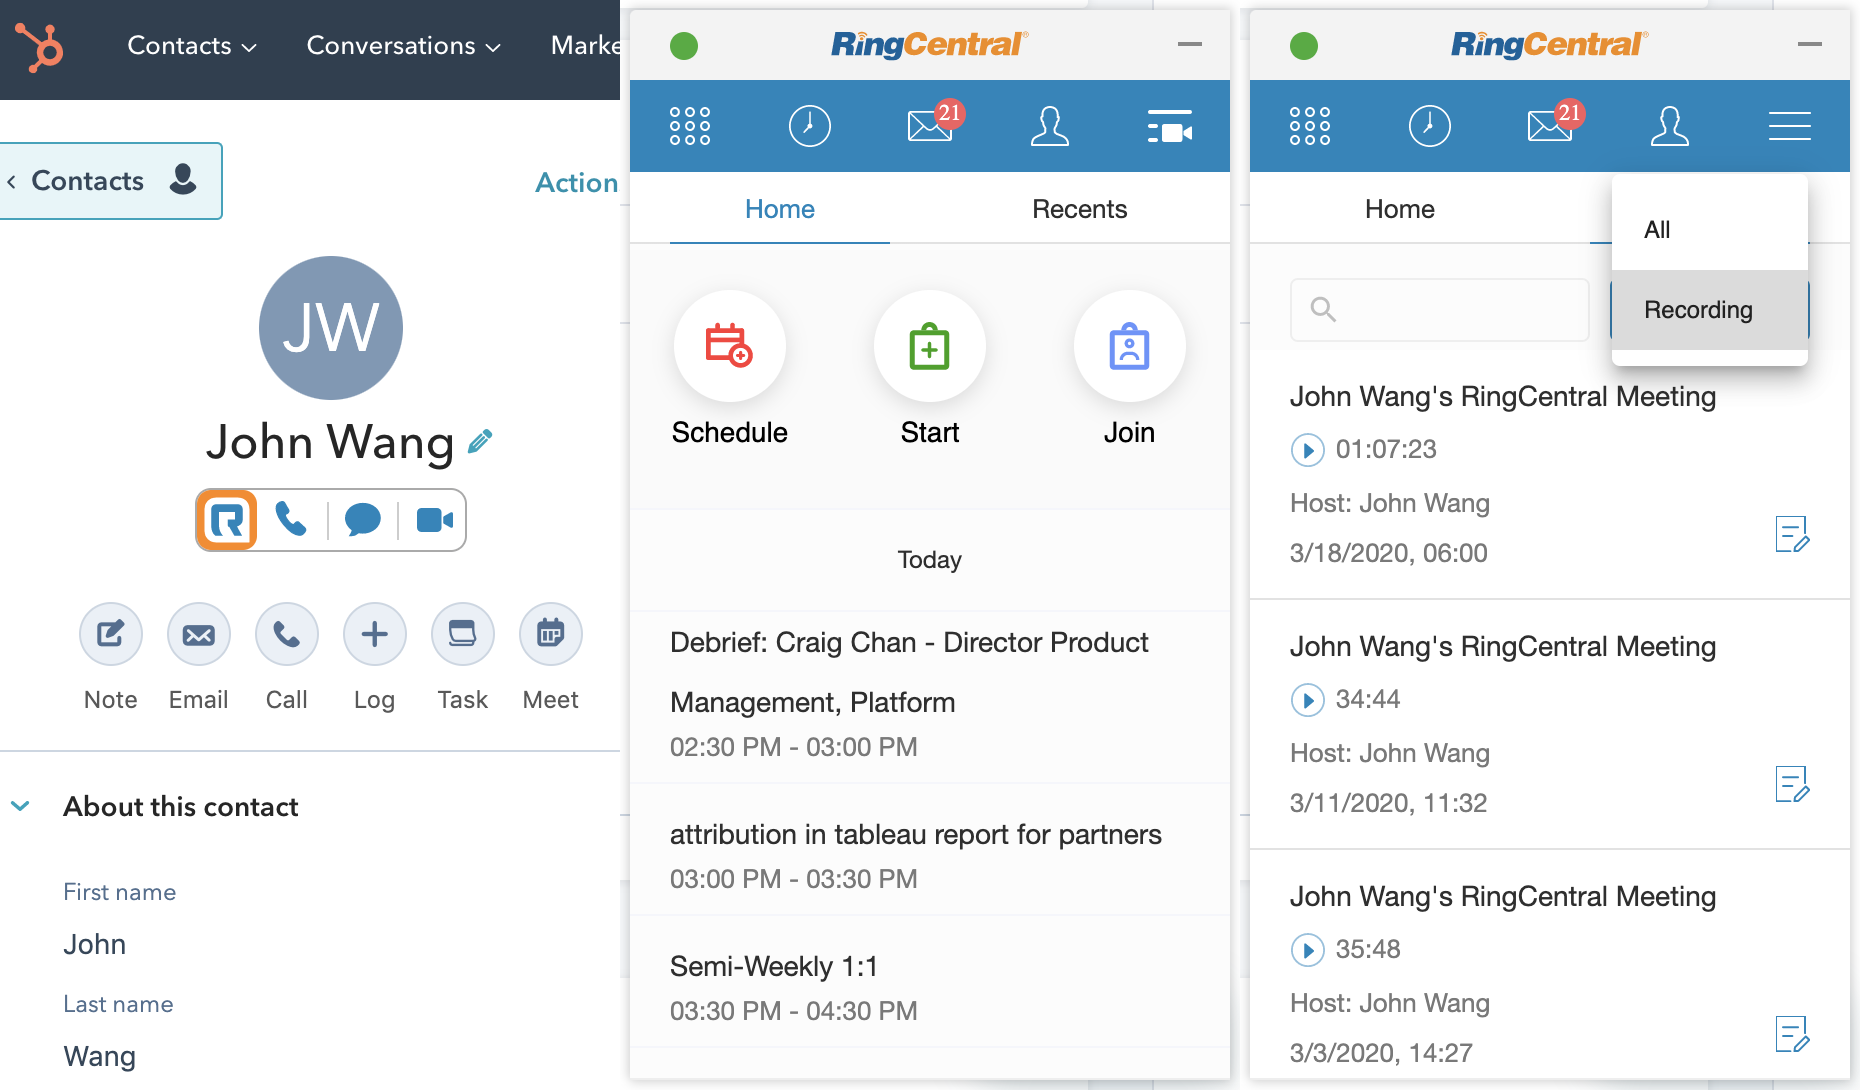 Contacts
Conversations
Marke
Contacts
Action
JW
John Wang
Note
Email
Call
Log
Task
Meet
About this contact
First name
John
Last name
Wang
RingCentral®
21
Home
Recents
Schedule
Start
Join
Today
Debrief: Craig Chan - Director Product
Management, Platform
02:30 PM - 03:00 PM
attribution in tableau report for partners
03:00 PM - 03:30 PM
Semi-Weekly 1:1
03:30 PM - 04:30 PM
RingCentral®
21
Home
All
Recording
John Wang's RingCentral Meeting
01:07:23
Host: John Wang
3/18/2020, 06:00
John Wang's RingCentral Meeting
34:44
Host: John Wang
3/11/2020, 11:32
John Wang's RingCentral Meeting
35:48
Host: John Wang
3/3/2020, 14:27